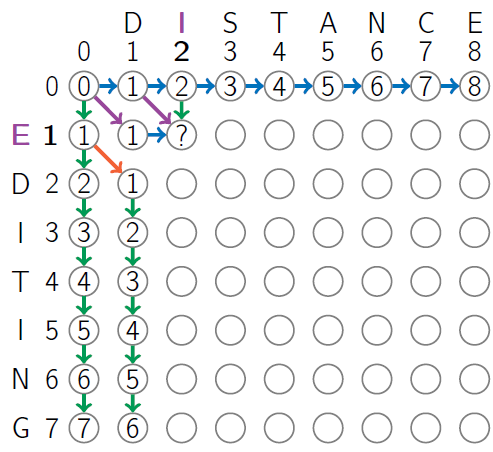 D I S T A N C E
0 1 2 3 4 5 6 7 8
0 0 1 2 3 4 5 6 7 8
E 1 1 1 ?
D 2 2 1
I 3 3 2
T 4 4 3
I 5 5 4
N 6 6 5
G 7 7 6